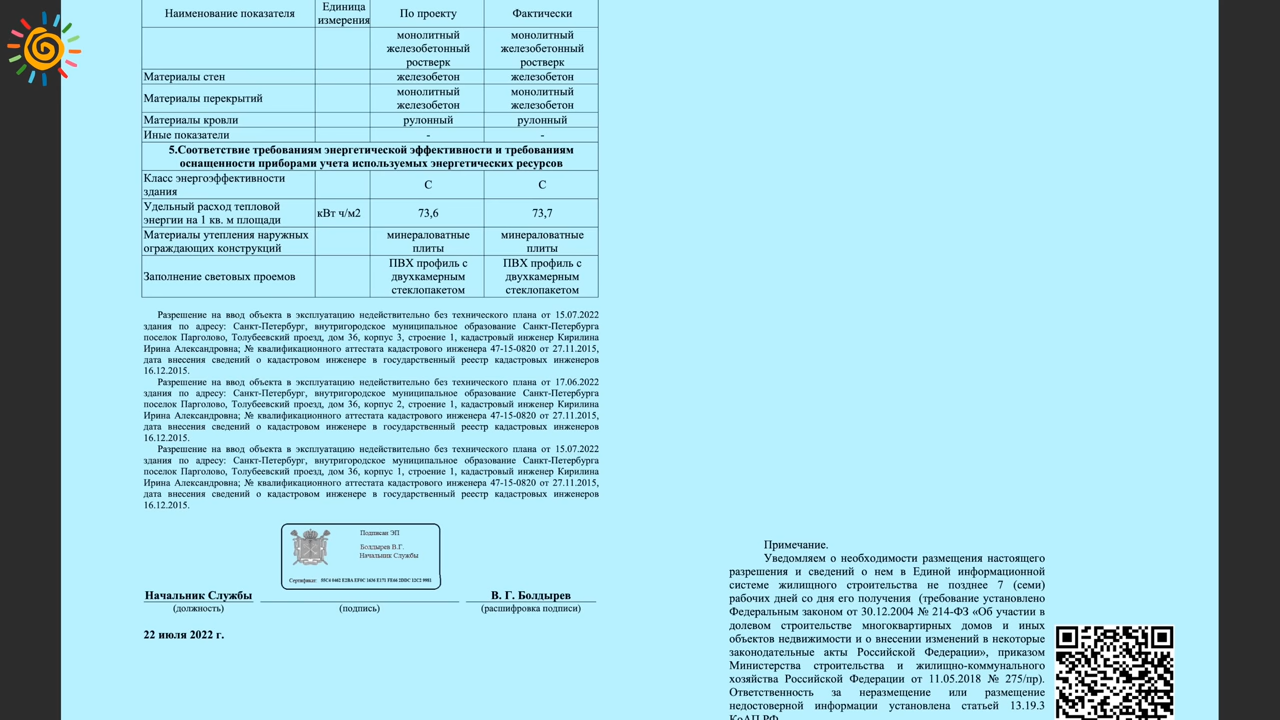 Наименование показателя Единица измерения По проекту Фактически
монолитный монолитный
железобетонный железобетонный
ростверк ростверк
Материалы стен железобетон железобетон
Материалы перекрытий монолитный железобетон монолитный железобетон
Материалы кровли рулонный рулонный
Иные показатели - -
5.Соответствие требованиям энергетической эффективности и требованиям
оснащенности приборами учета используемых энергетических ресурсов
Класс энергоэффективности здания С С
Удельный расход тепловой энергии на 1 кв. м площади кВт ч/м2 73,6 73,7
Материалы утепления наружных ограждающих конструкций минераловатные плиты минераловатные плиты
Заполнение световых проемов ПВХ профиль с двухкамерным стеклопакетом ПВХ профиль с двухкамерным стеклопакетом
Разрешение на ввод объекта в эксплуатацию недействительно без технического плана от 15.07.2022
здания по адресу: Санкт-Петербург, внутригородское муниципальное образование Санкт-Петербурга
поселок Парголово, Толубеевский проезд, дом 36, корпус 3, строение 1, кадастровый инженер Кирилина
Ирина Александровна; № квалификационного аттестата кадастрового инженера 47-15-0820 от 27.11.2015,
дата внесения сведений о кадастровом инженере в государственный реестр кадастровых инженеров
16.12.2015.
Разрешение на ввод объекта в эксплуатацию недействительно без технического плана от 17.06.2022
здания по адресу: Санкт-Петербург, внутригородское муниципальное образование Санкт-Петербурга
поселок Парголово, Толубеевский проезд, дом 36, корпус 2, строение 1, кадастровый инженер Кирилина
Ирина Александровна; № квалификационного аттестата кадастрового инженера 47-15-0820 от 27.11.2015,
дата внесения сведений о кадастровом инженере в государственный реестр кадастровых инженеров
16.12.2015.
Разрешение на ввод объекта в эксплуатацию недействительно без технического плана от 15.07.2022
здания по адресу: Санкт-Петербург, внутригородское муниципальное образование Санкт-Петербурга
поселок Парголово, Толубеевский проезд, дом 36, корпус 1, строение 1, кадастровый инженер Кирилина
Ирина Александровна; № квалификационного аттестата кадастрового инженера 47-15-0820 от 27.11.2015,
дата внесения сведений о кадастровом инженере в государственный реестр кадастровых инженеров
16.12.2015.
Подписан ЭП
Болдырев В.Г.
Начальник Службы
Сертификат:
Начальник Службы В. Г. Болдырев
(должность) (подпись) (расшифровка подписи)
22 июля 2022 г.
Примечание.
Уведомляем о необходимости размещения настоящего
разрешения и сведений о нем в Единой информационной
системе жилищного строительства не позднее 7 (семи)
рабочих дней со дня его получения (требование установлено
Федеральным законом от 30.12.2004 № 214-ФЗ «Об участии в
долевом строительстве многоквартирных домов и иных
объектов недвижимости и о внесении изменений в некоторые
законодательные акты Российской Федерации», приказом
Министерства строительства и жилищно-коммунального
хозяйства Российской Федерации от 11.05.2018 № 275/пр).
Ответственность за неразмещение или размещение
недостоверной информации установлена статьей 13.19.3
КоАП РФ.